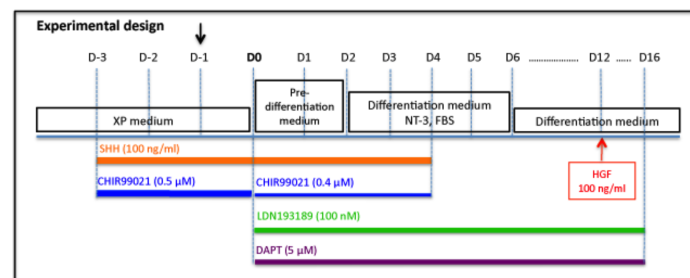 Experimental design
D-3 D-2 D-1 D0 D1 D2 D3 D4 D5 D6 .................... D12 ...... D16
XP medium
Pre-
differentiation
medium
Differentiation medium
NT-3, FBS
Differentiation medium
SHH (100 ng/ml)
CHIR99021 (0.5 µM)
CHIR99021 (0.4 µM)
HGF
100 ng/ml
LDN193189 (100 nM)
DAPT (5 µM)